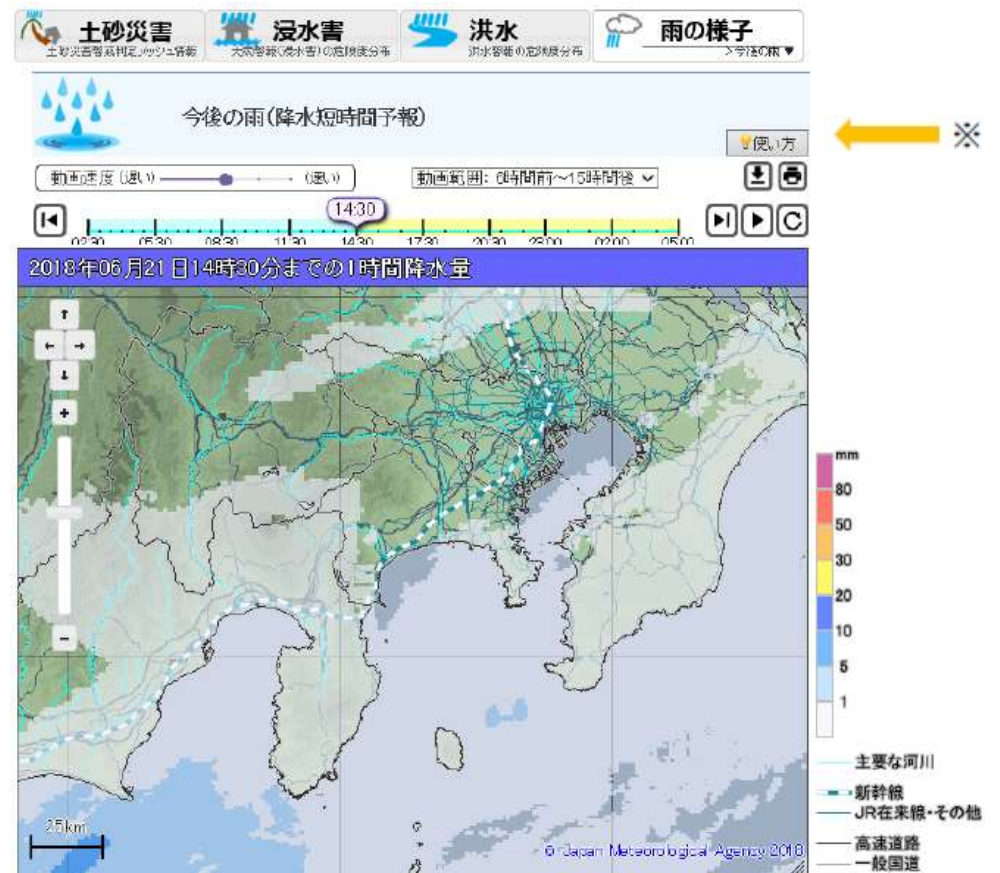 土砂災害
土砂災害警戒判定メッシュ情報
浸水害
大雨警報(浸水害)の危険度分布
洪水
洪水警報の危険度分布
雨の様子
>今後の雨▼
今後の雨(降水短時間予報)
使い方
※
動画速度(遅い)
(速い)
動画範囲: 6時間前～15時間後
14:30
02:30 05:30 08:30 11:30 14:30 17:30 20:30 23:00 02:00 05:00
2018年06月21日14時30分までの1時間降水量
↑
← →
↓
+
-
mm
80
50
30
20
10
5
1
主要な河川
新幹線
JR在来線・その他
高速道路
一般国道
25km
© Japan Meteorological Agency 2018